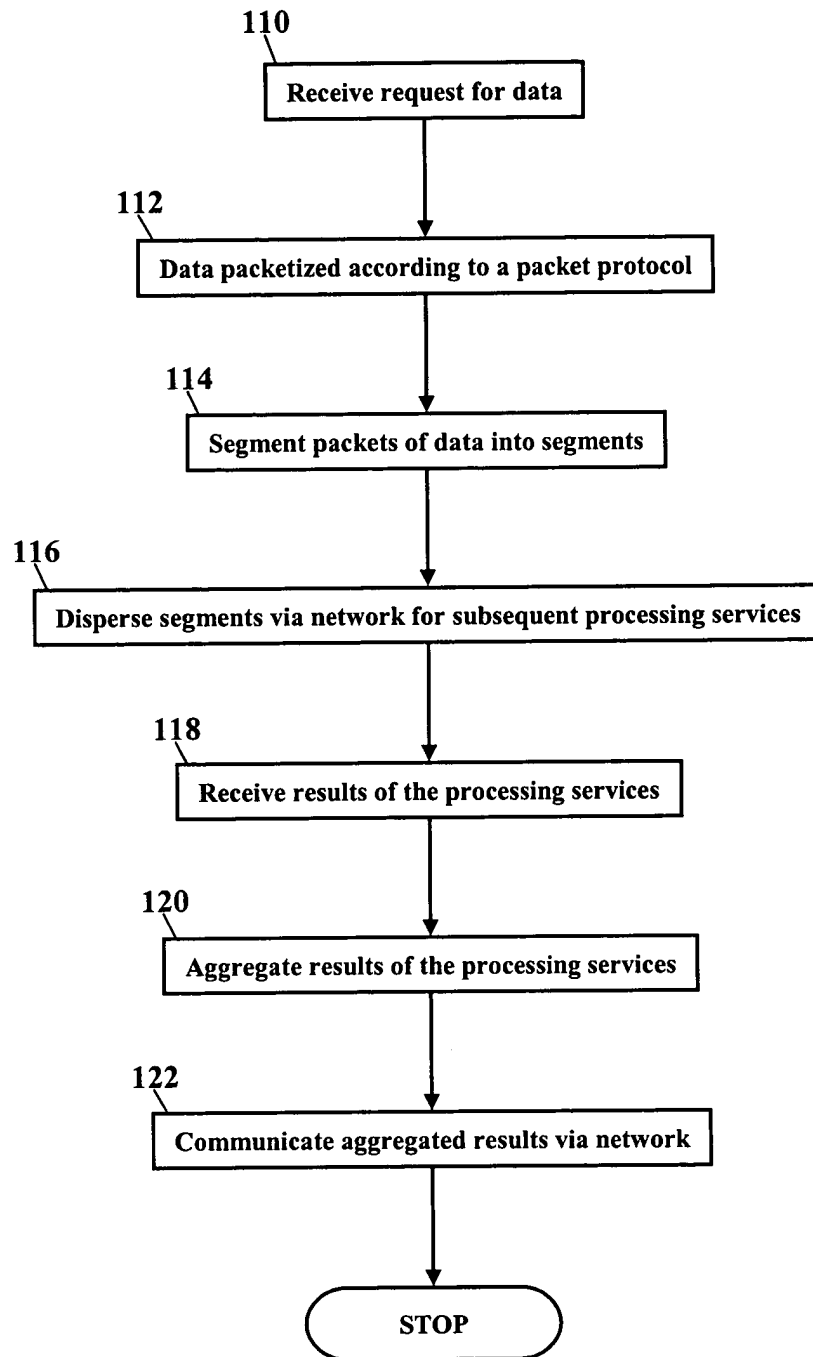 110
Receive request for data
112
Data packetized according to a packet protocol
114
Segment packets of data into segments
116
Disperse segments via network for subsequent processing services
118
Receive results of the processing services
120
Aggregate results of the processing services
122
Communicate aggregated results via network
STOP